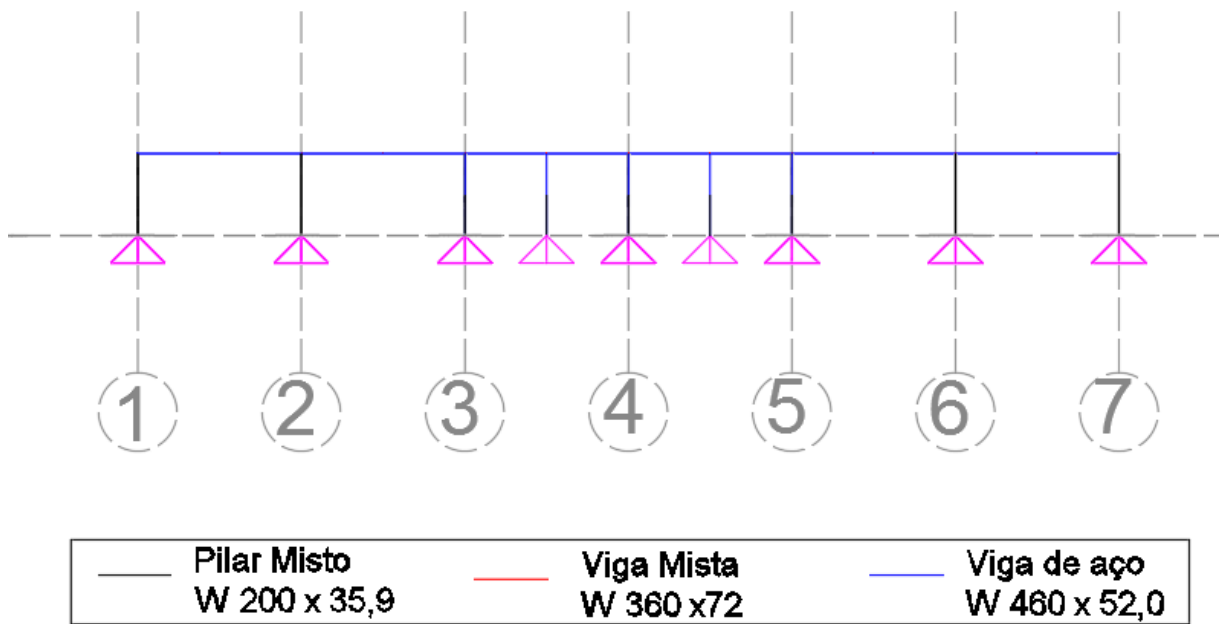 1 2 3 4 5 6 7
Pilar Misto
W 200 x 35,9
Viga Mista
W 360 x72
Viga de aço
W 460 x 52,0